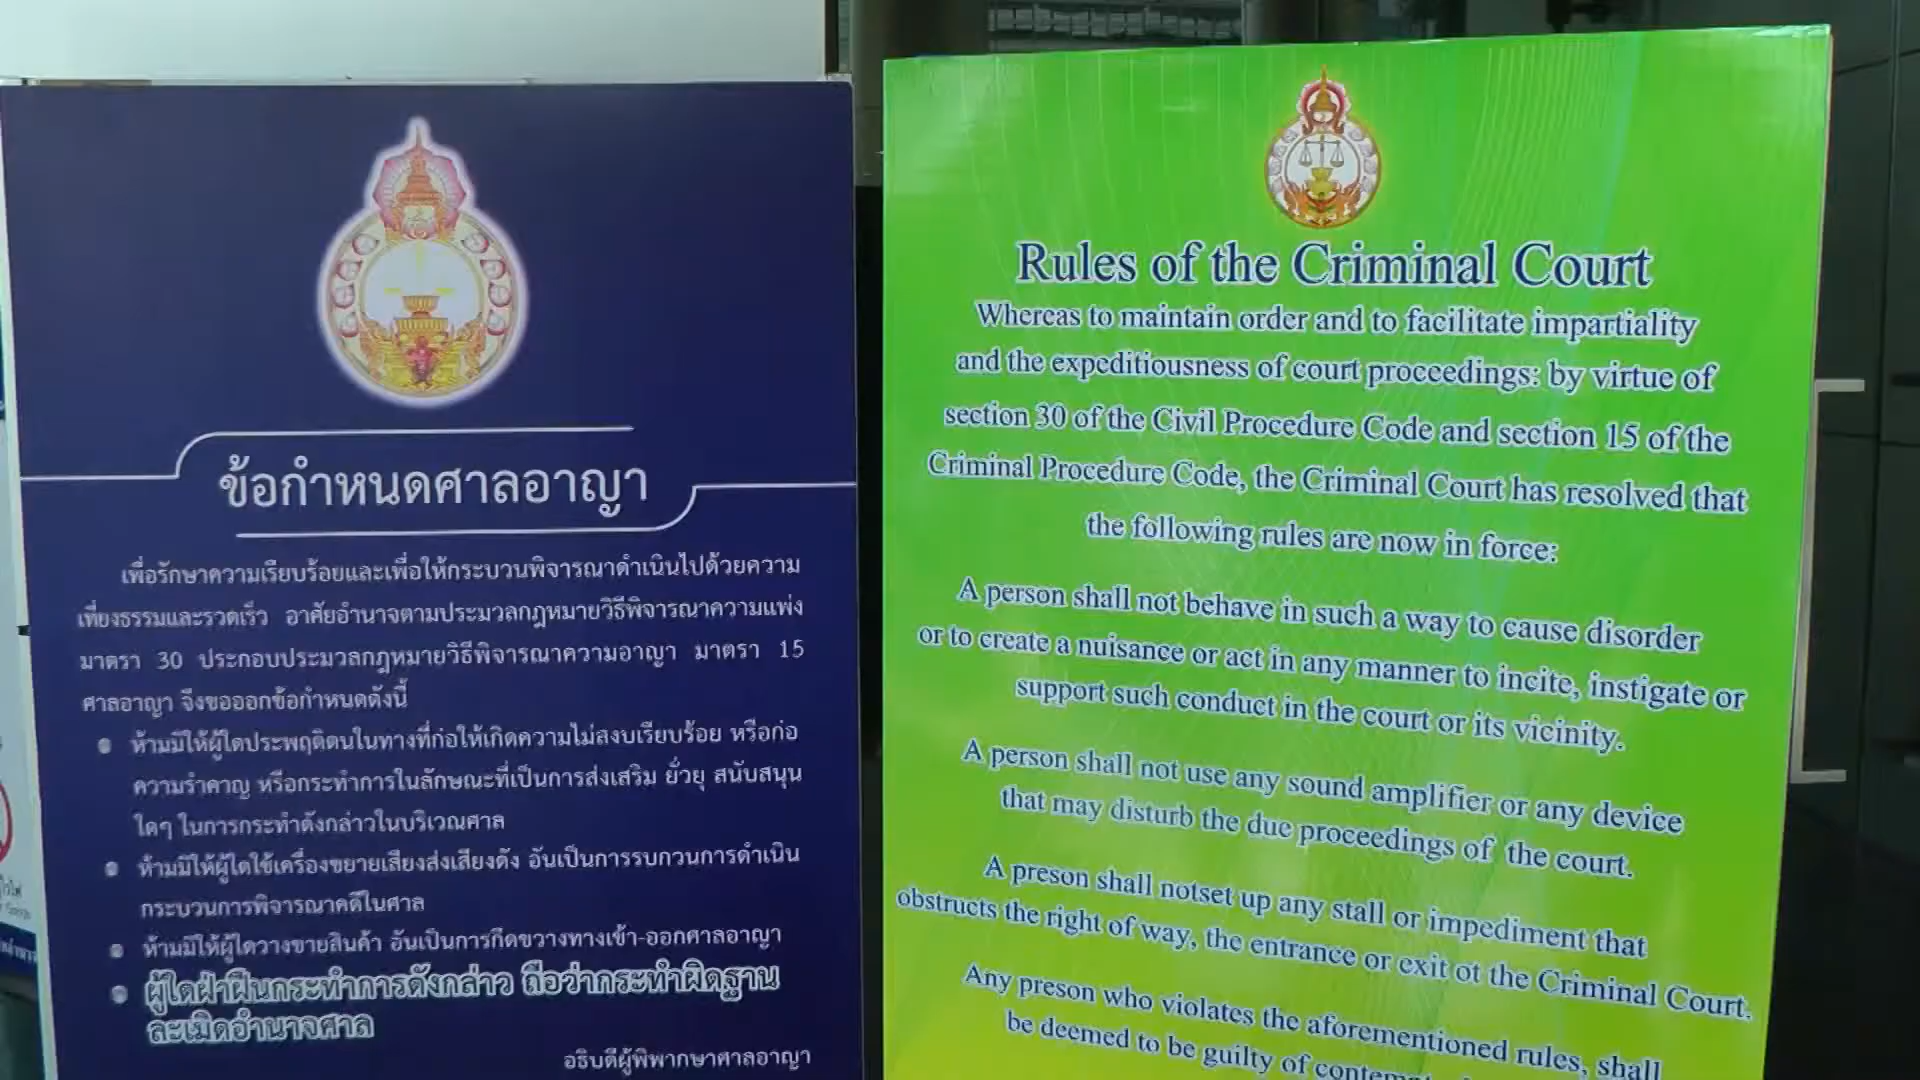 ข้อกำหนดศาลอาญา
เพื่อรักษาความเรียบร้อยและเพื่อให้กระบวนพิจารณาดำเนินไปด้วยความ
เที่ยงธรรมและรวดเร็ว อาศัยอำนาจตามประมวลกฎหมายวิธีพิจารณาความแพ่ง
มาตรา 30 ประกอบประมวลกฎหมายวิธีพิจารณาความอาญา มาตรา 15
ศาลอาญา จึงขอออกข้อกำหนดดังนี้
● ห้ามมิให้ผู้ใดประพฤติตนในทางที่ก่อให้เกิดความไม่สงบเรียบร้อย หรือก่อ
ความรำคาญ หรือกระทำการในลักษณะที่เป็นการส่งเสริม ยั่วยุ สนับสนุน
ใดๆ ในการกระทำดังกล่าวในบริเวณศาล
● ห้ามมิให้ผู้ใดใช้เครื่องขยายเสียงส่งเสียงดัง อันเป็นการรบกวนการดำเนิน
กระบวนการพิจารณาคดีในศาล
● ห้ามมิให้ผู้ใดวางขายสินค้า อันเป็นการกีดขวางทางเข้า-ออกศาลอาญา
● ผู้ใดฝ่าฝืนกระทำการดังกล่าว ถือว่ากระทำผิดฐาน
ละเมิดอำนาจศาล
อธิบดีผู้พิพากษาศาลอาญา
Rules of the Criminal Court
Whereas to maintain order and to facilitate impartiality
and the expeditiousness of court proceedings: by virtue of
section 30 of the Civil Procedure Code and section 15 of the
Criminal Procedure Code, the Criminal Court has resolved that
the following rules are now in force:
A person shall not behave in such a way to cause disorder
or to create a nuisance or act in any manner to incite, instigate or
support such conduct in the court or its vicinity.
A person shall not use any sound amplifier or any device
that may disturb the due proceedings of the court.
A preson shall notset up any stall or impediment that
obstructs the right of way, the entrance or exit ot the Criminal Court.
Any preson who violates the aforementioned rules, shall
be deemed to be guilty of